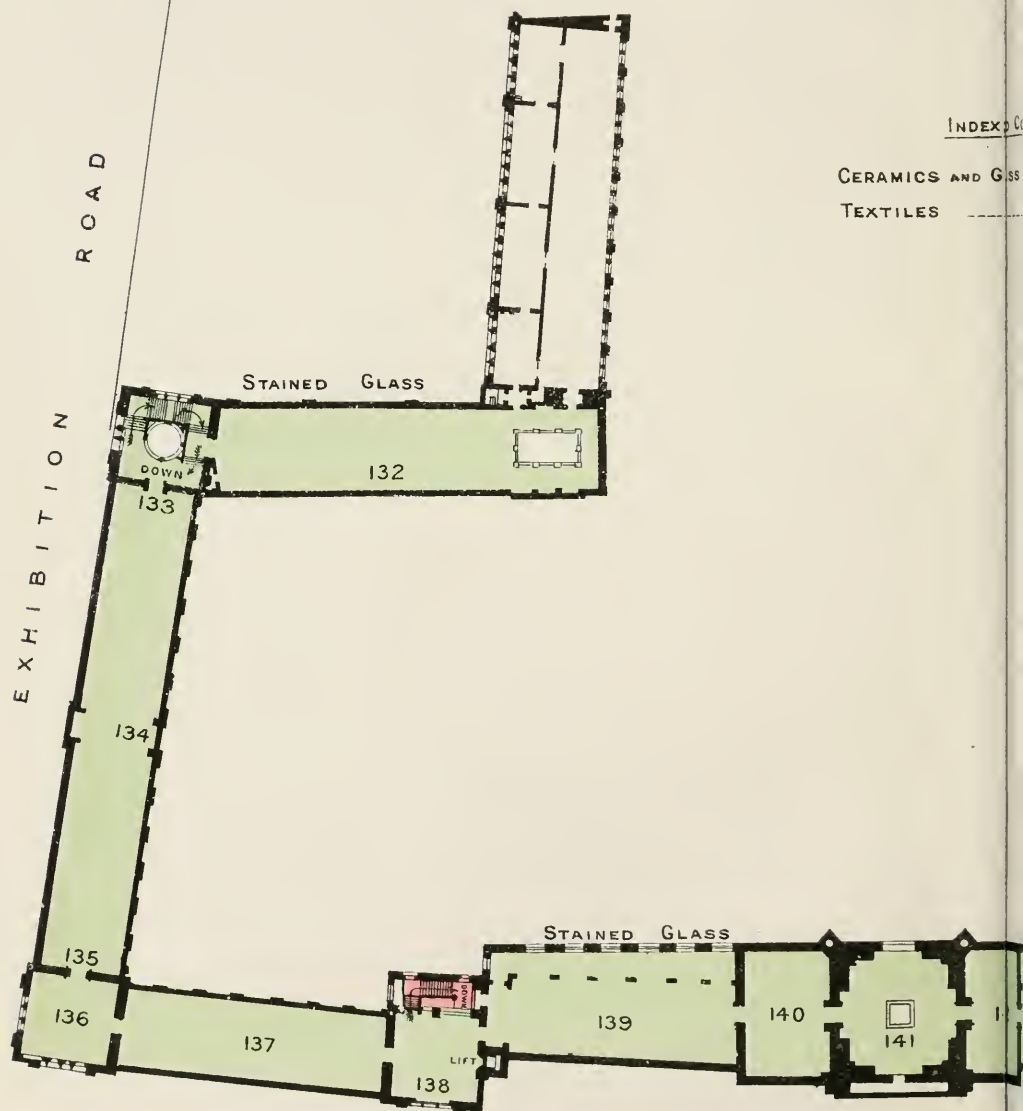 INDEX
CERAMICS AND
TEXTILES
EXHIBITION ROAD
STAINED GLASS
132
DOWN
133
134
135
136
137
DOWN
LIFT
138
STAINED GLASS
139
140
141